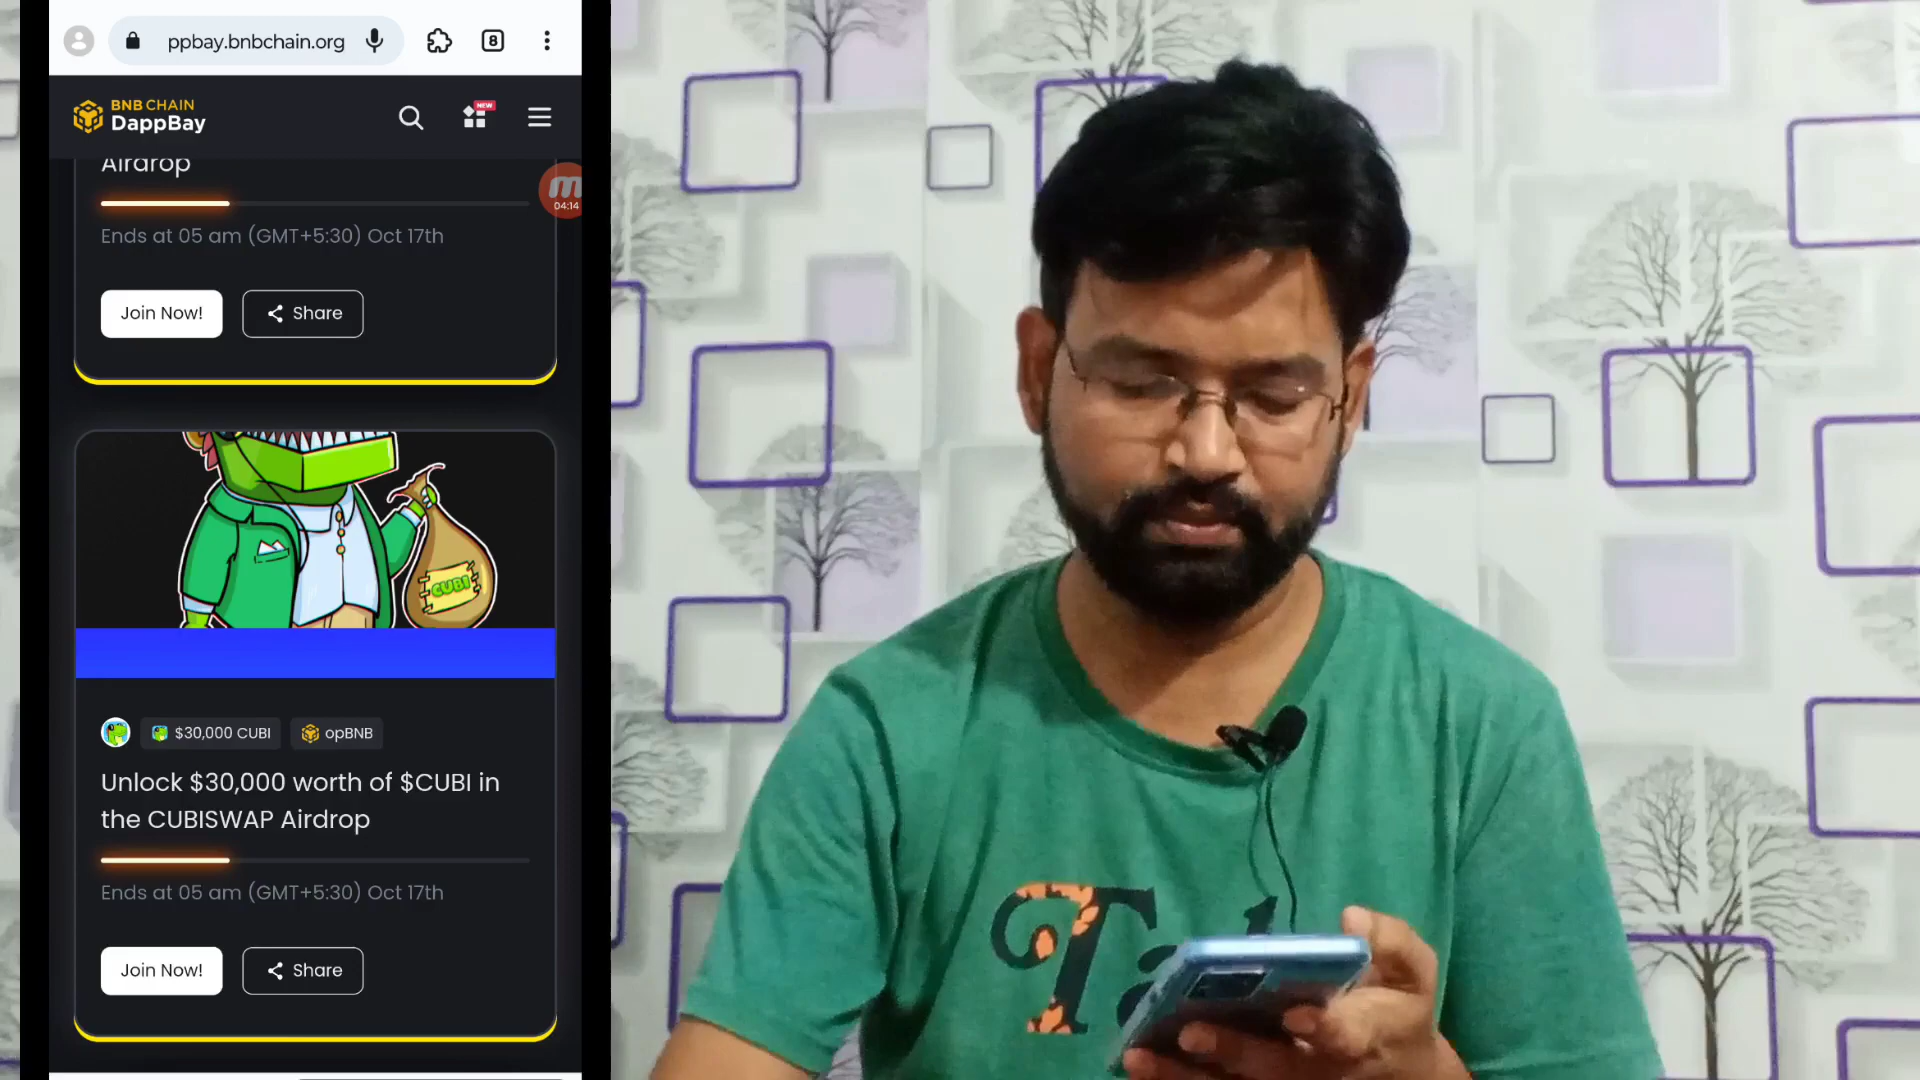 ppbay.bnbchain.org
8
BNB CHAIN
DappBay
NEW
Airdrop
04:14
Ends at 05 am (GMT+5:30) Oct 17th
Join Now!
Share
CUBI
$30,000 CUBI
opBNB
Unlock $30,000 worth of $CUBI in
the CUBISWAP Airdrop
Ends at 05 am (GMT+5:30) Oct 17th
Join Now!
Share